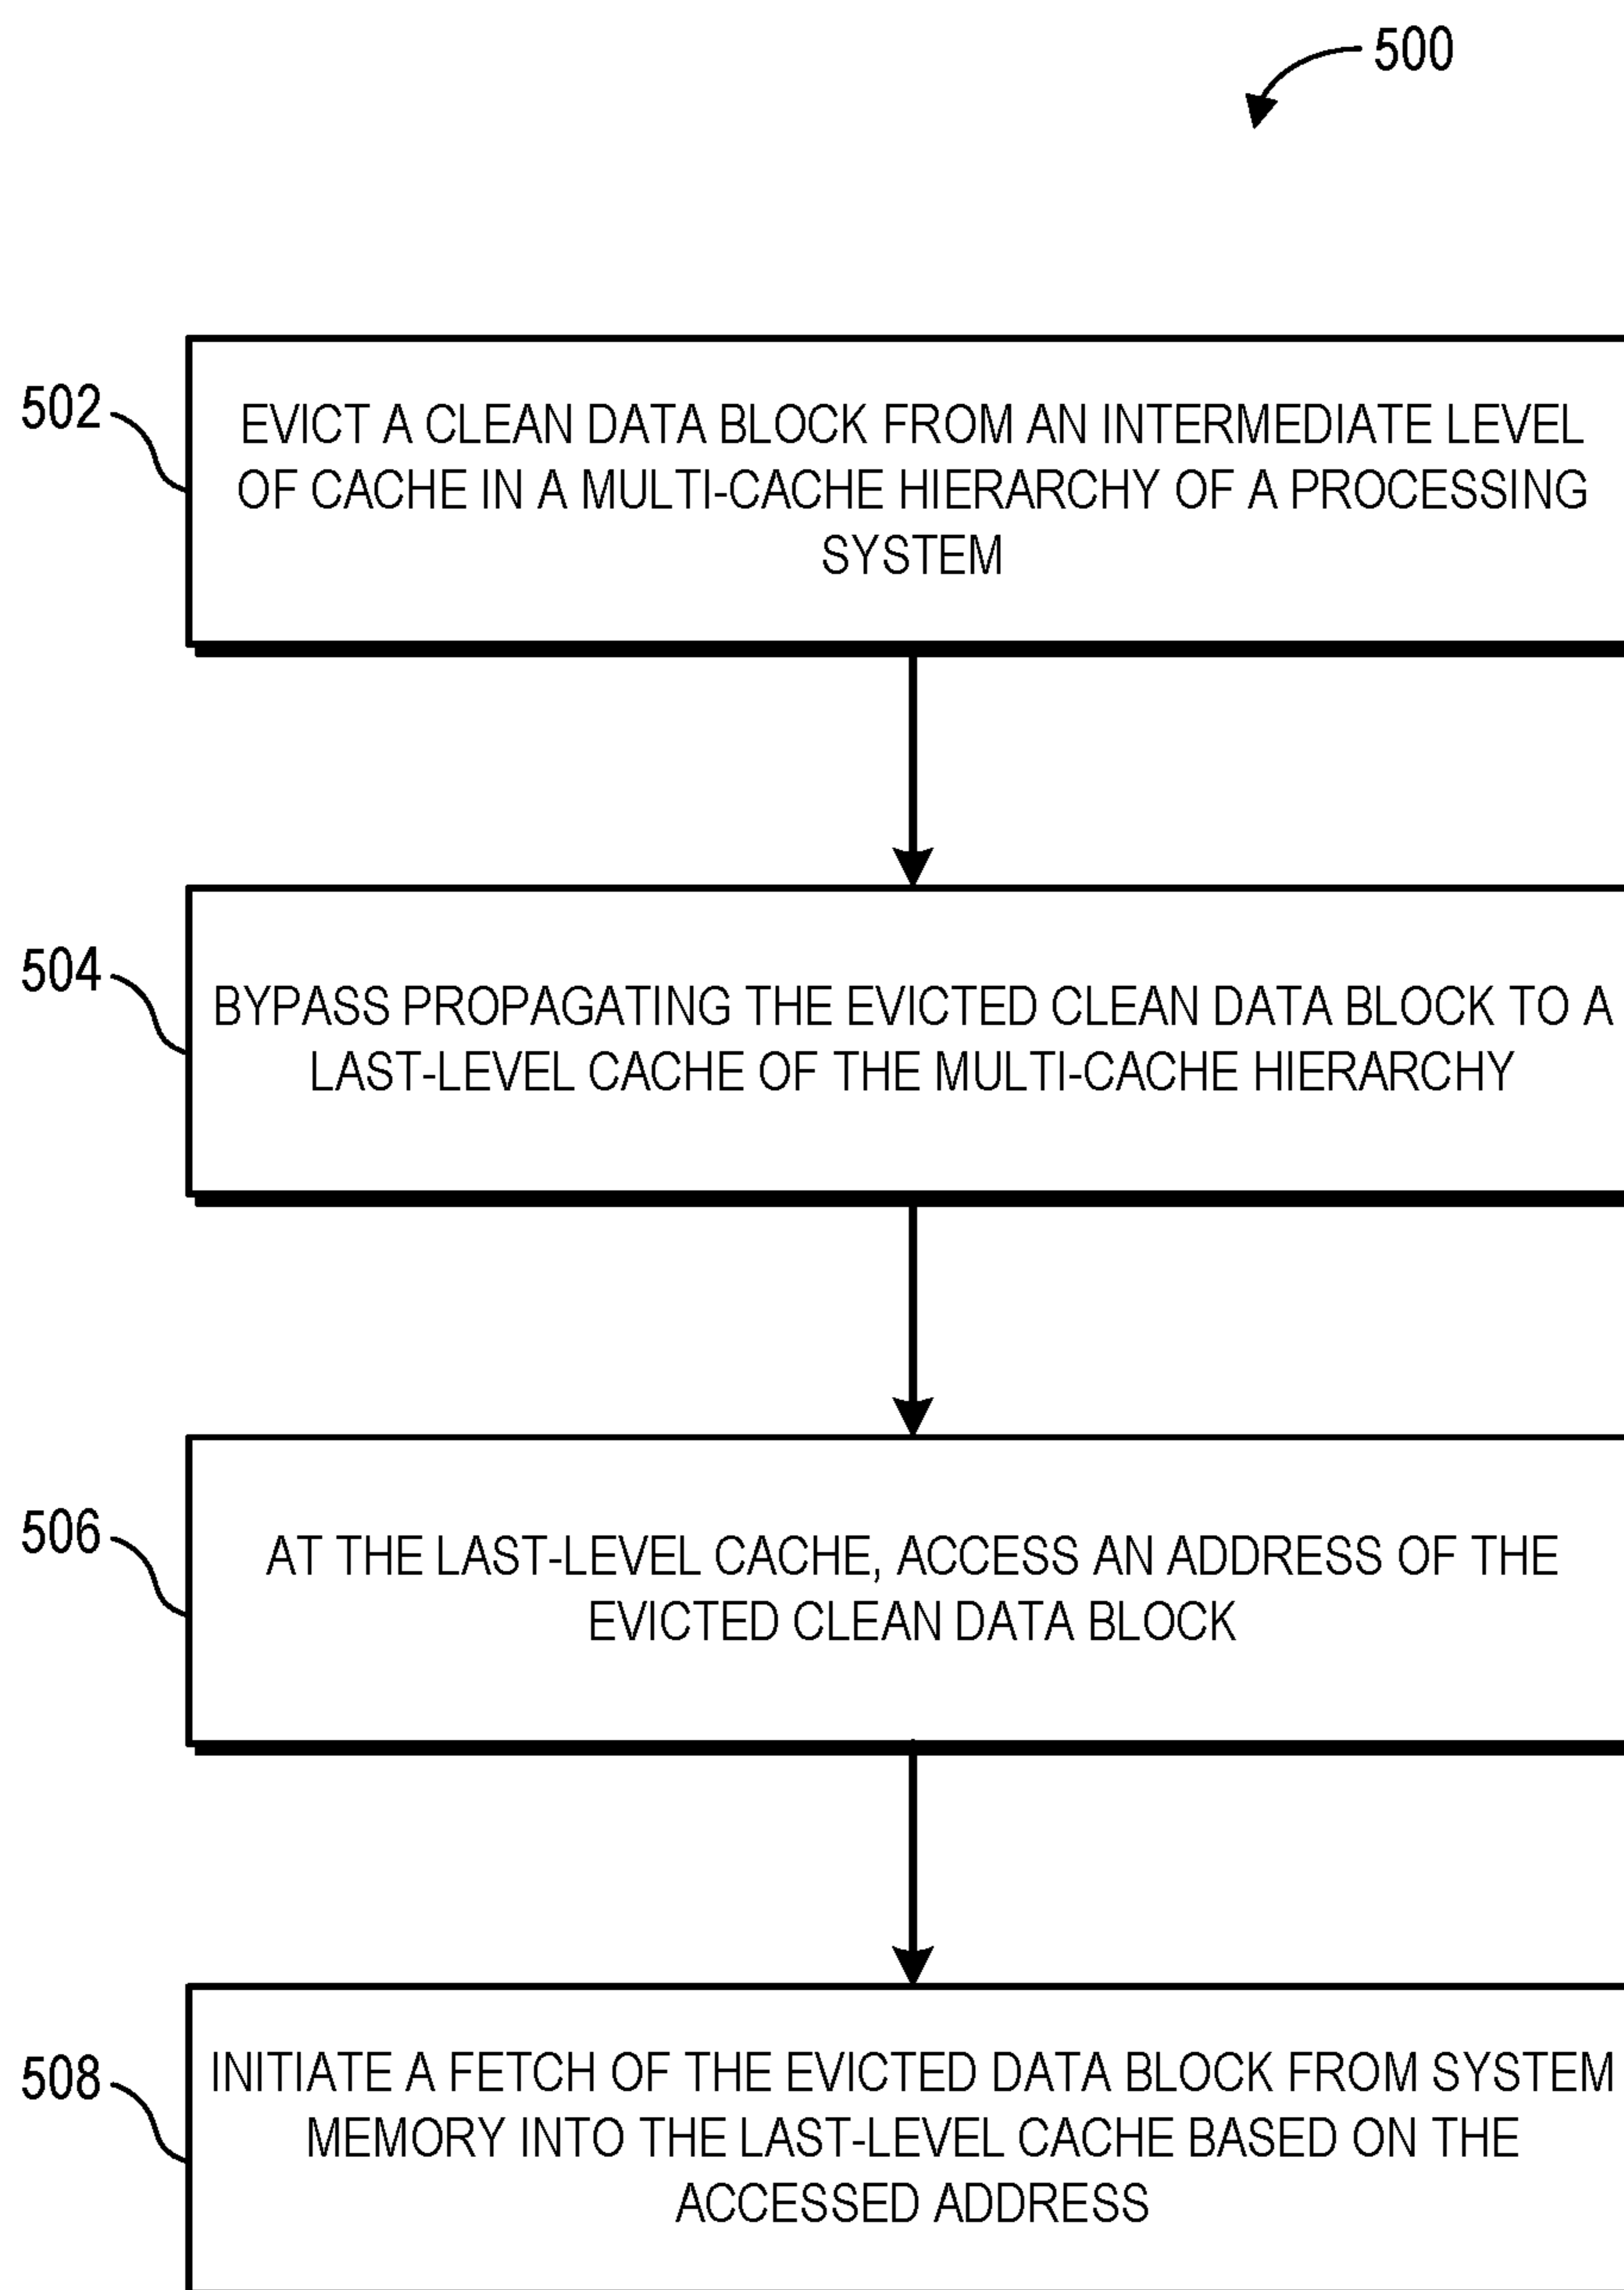 500
502
EVICT A CLEAN DATA BLOCK FROM AN INTERMEDIATE LEVEL
OF CACHE IN A MULTI-CACHE HIERARCHY OF A PROCESSING
SYSTEM
504
BYPASS PROPAGATING THE EVICTED CLEAN DATA BLOCK TO A
LAST-LEVEL CACHE OF THE MULTI-CACHE HIERARCHY
506
AT THE LAST-LEVEL CACHE, ACCESS AN ADDRESS OF THE
EVICTED CLEAN DATA BLOCK
508
INITIATE A FETCH OF THE EVICTED DATA BLOCK FROM SYSTEM
MEMORY INTO THE LAST-LEVEL CACHE BASED ON THE
ACCESSED ADDRESS